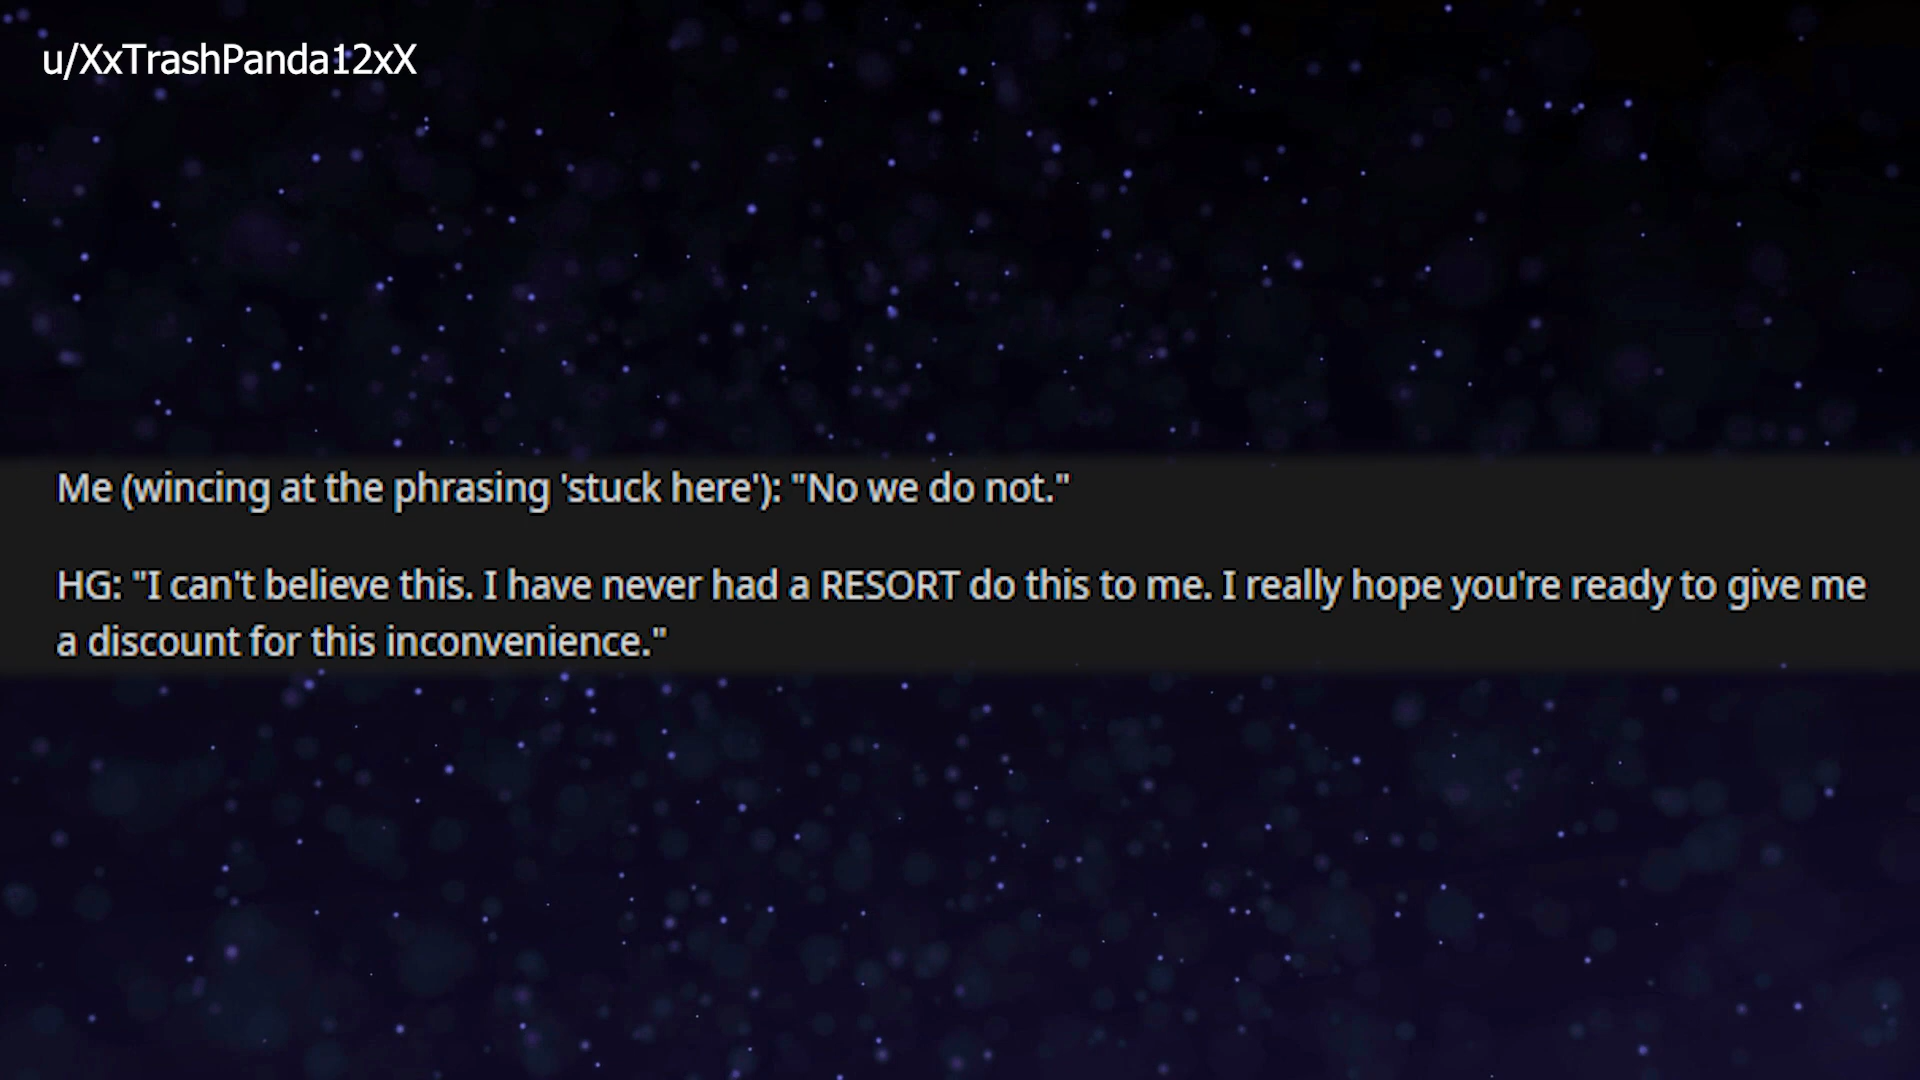 u/XxTrashPanda12xX
Me (wincing at the phrasing 'stuck here'): "No we do not."
HG: "I can't believe this. I have never had a RESORT do this to me. I really hope you're ready to give me
a discount for this inconvenience."